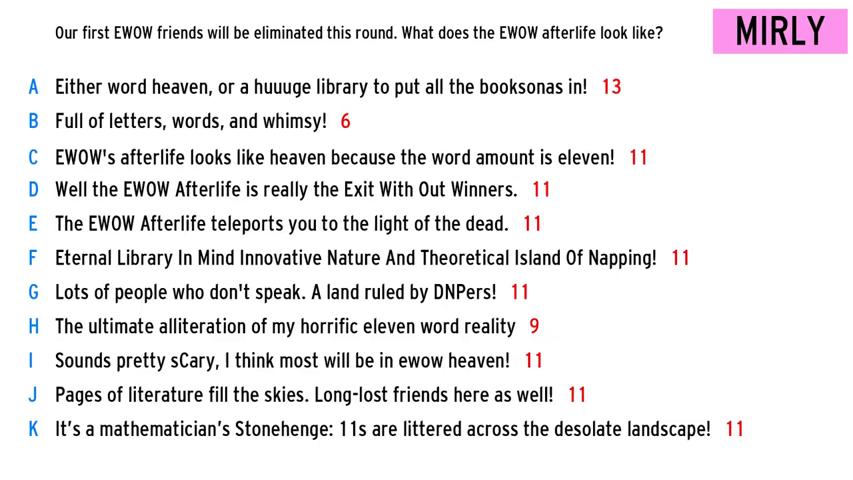 Our first EWOW friends will be eliminated this round. What does the EWOW afterlife look like?
MIRLY
A Either word heaven, or a huuuge library to put all the booksonas in! 13
B Full of letters, words, and whimsy! 6
C EWOW's afterlife looks like heaven because the word amount is eleven! 11
D Well the EWOW Afterlife is really the Exit With Out Winners. 11
E The EWOW Afterlife teleports you to the light of the dead. 11
F Eternal Library In Mind Innovative Nature And Theoretical Island Of Napping! 11
G Lots of people who don't speak. A land ruled by DNPers! 11
H The ultimate alliteration of my horrific eleven word reality 9
I Sounds pretty sCary, I think most will be in ewow heaven! 11
J Pages of literature fill the skies. Long-lost friends here as well! 11
K It’s a mathematician’s Stonehenge: 11s are littered across the desolate landscape! 11